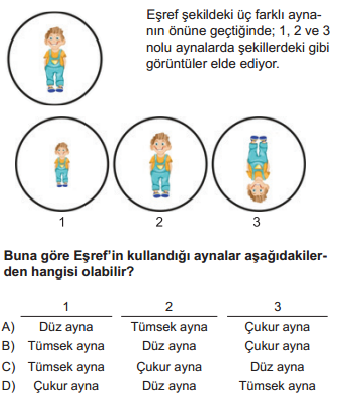 Eşref şekildeki üç farklı ayna-
nın önüne geçtiğinde; 1, 2 ve 3
nolu aynalarda şekillerdeki gibi
görüntüler elde ediyor.
1 2 3
Buna göre Eşref'in kullandığı aynalar aşağıdakiler-
den hangisi olabilir?
1 2 3
A) Düz ayna Tümsek ayna Çukur ayna
B) Tümsek ayna Düz ayna Çukur ayna
C) Tümsek ayna Çukur ayna Düz ayna
D) Çukur ayna Düz ayna Tümsek ayna